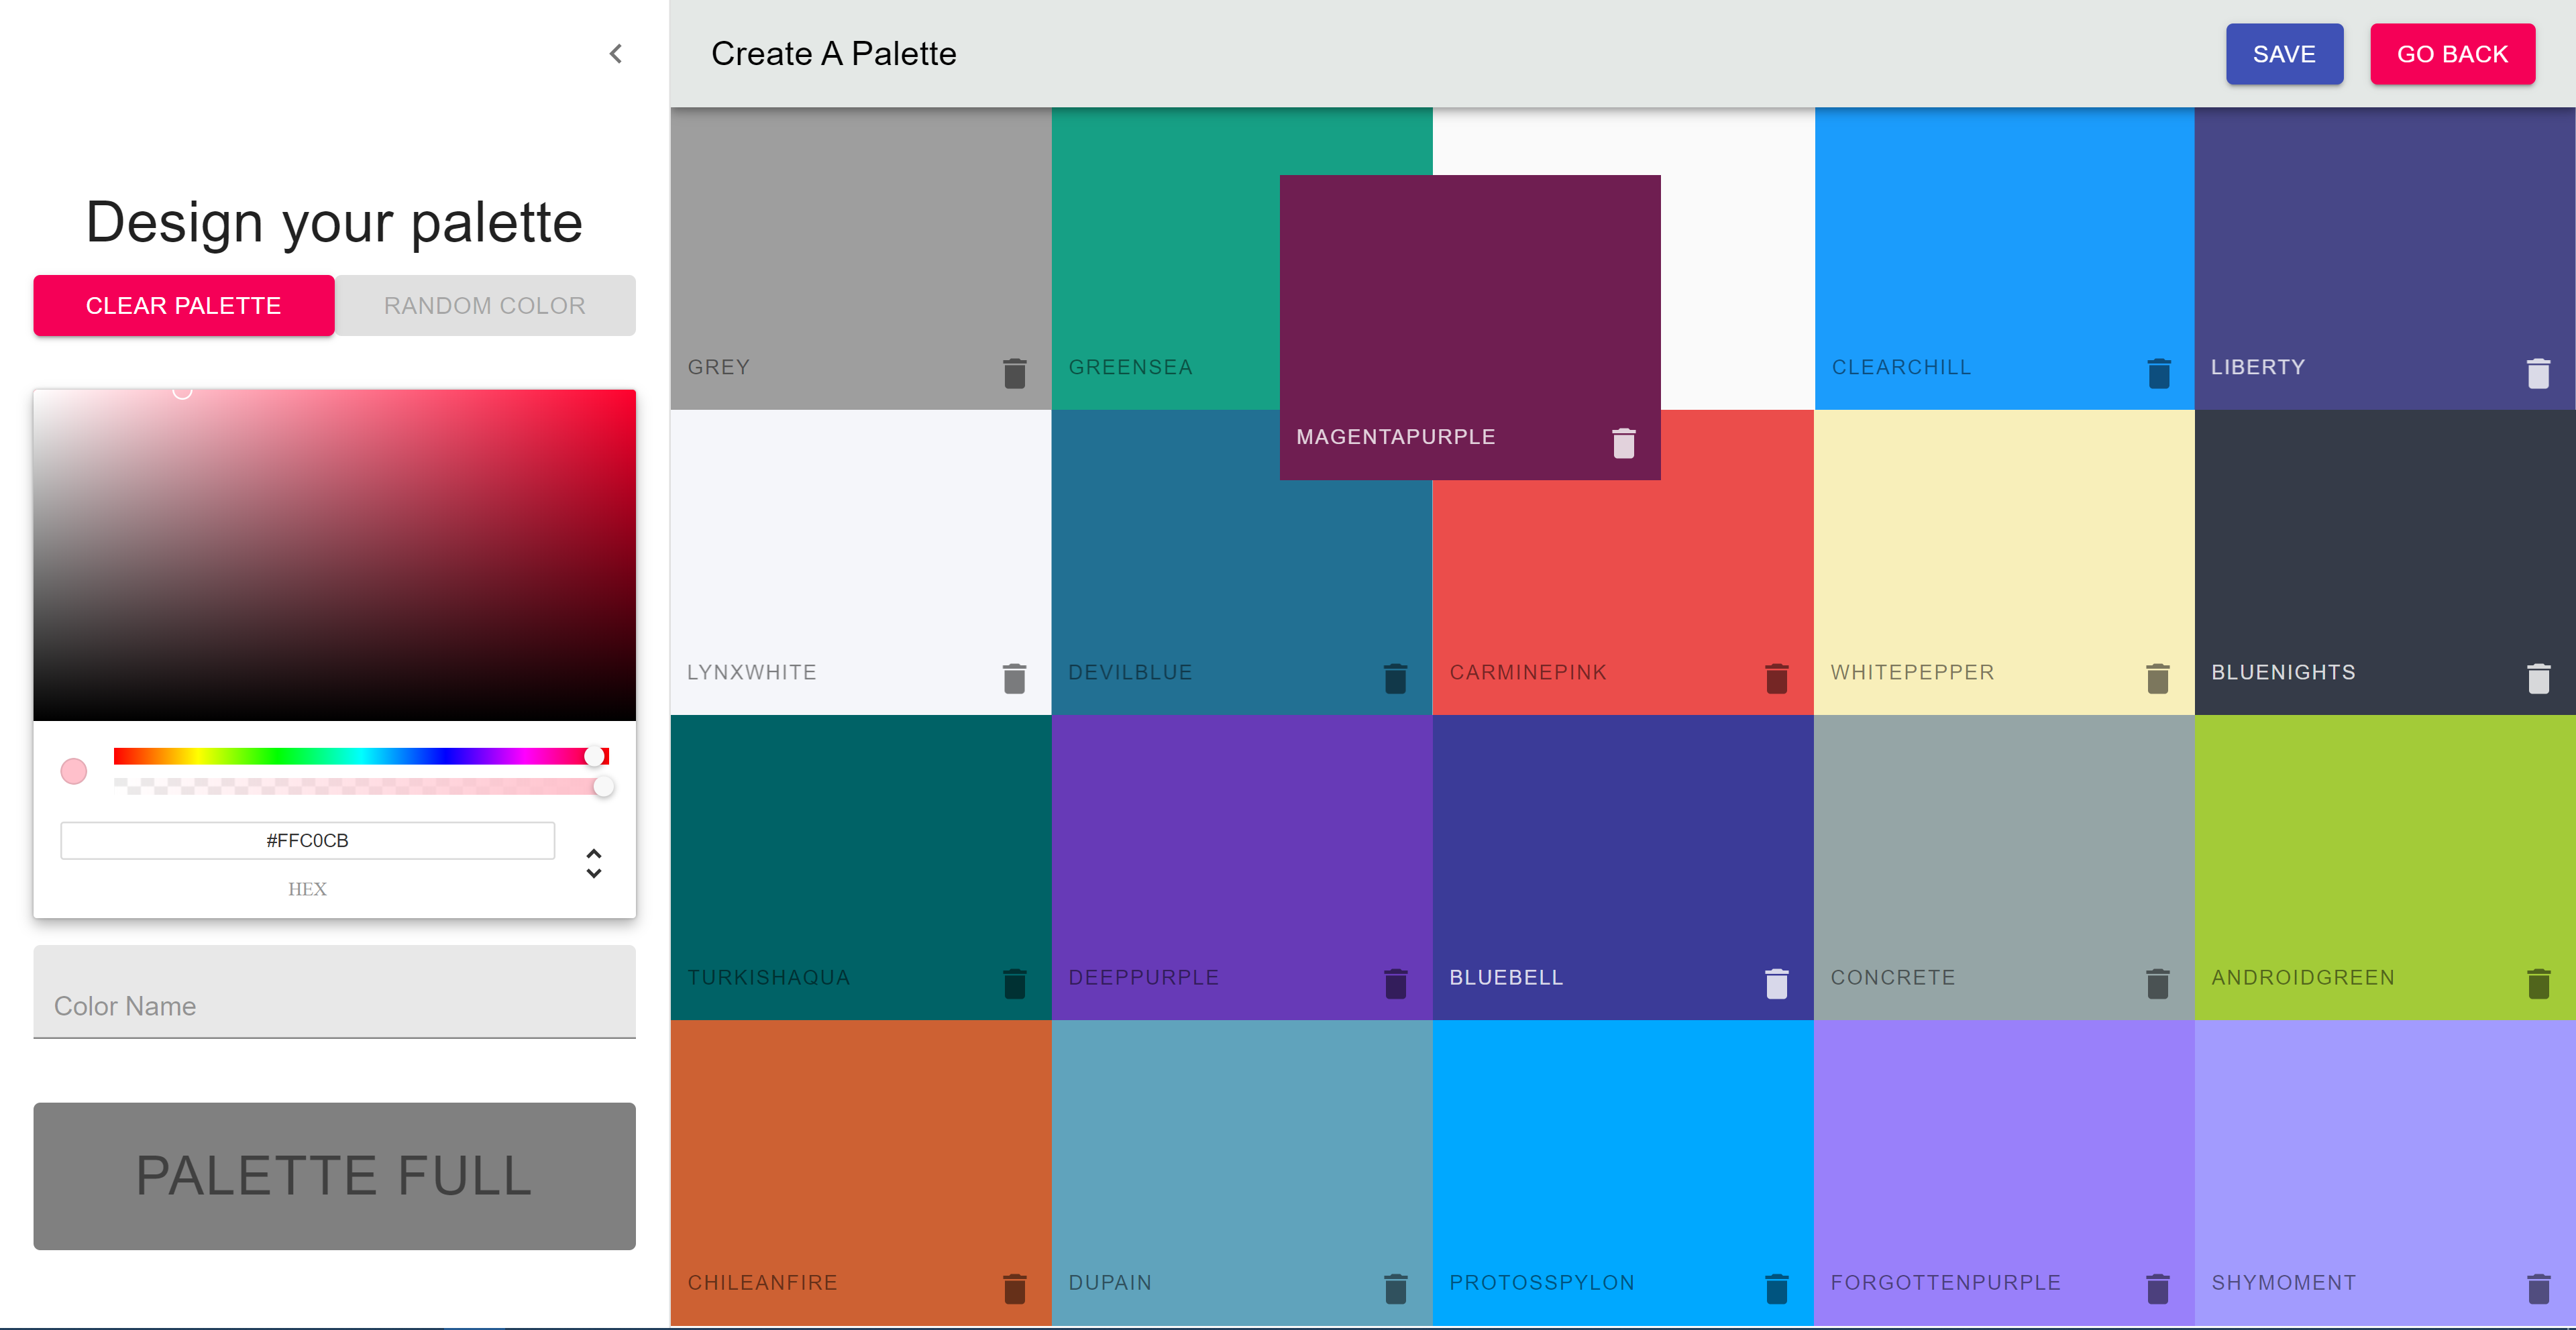 Create A Palette
SAVE
GO BACK
Design your palette
CLEAR PALETTE
RANDOM COLOR
#FFC0CB
HEX
Color Name
PALETTE FULL
GREY
GREENSEA
MAGENTAPURPLE
CLEARCHILL
LIBERTY
LYNXWHITE
DEVILBLUE
CARMINEPINK
WHITEPEPPER
BLUENIGHTS
TURKISHAQUA
DEEPPURPLE
BLUEBELL
CONCRETE
ANDROIDGREEN
CHILEANFIRE
DUPAIN
PROTOSSPYLON
FORGOTTENPURPLE
SHYMOMENT